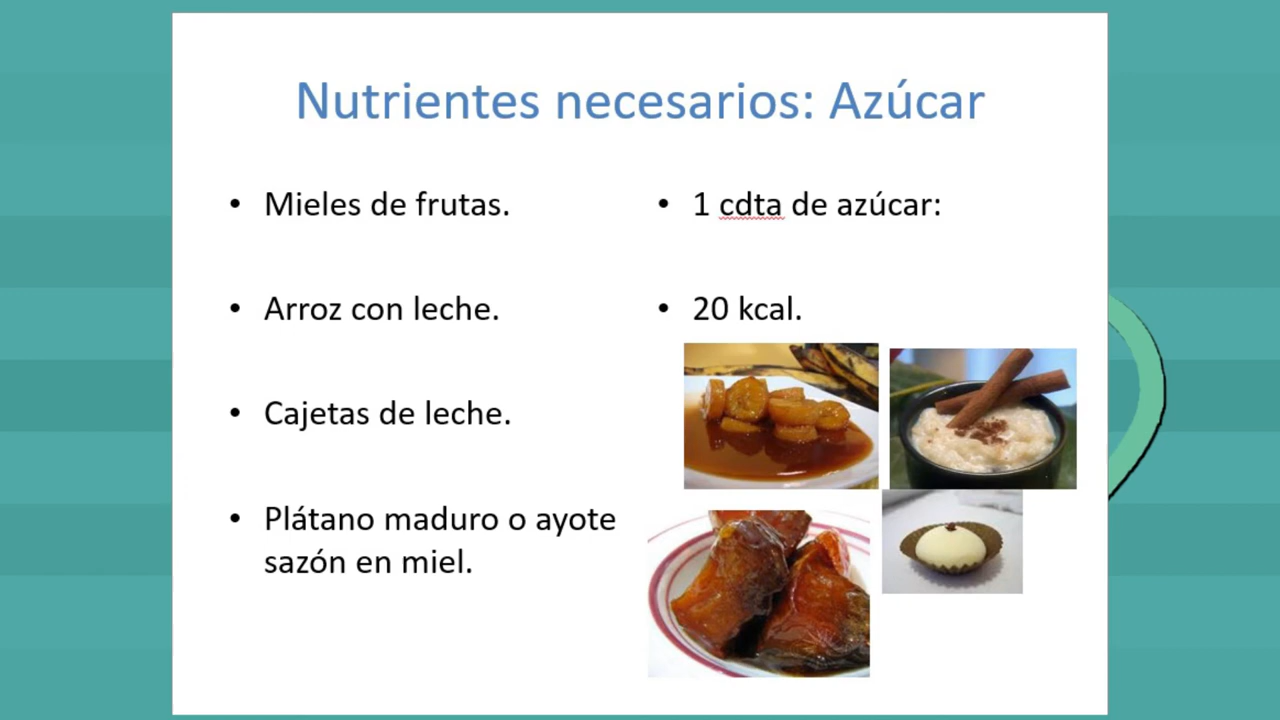 Nutrientes necesarios: Azúcar
• Mieles de frutas.
• Arroz con leche.
• Cajetas de leche.
• Plátano maduro o ayote
sazón en miel.
• 1 cdta de azúcar:
• 20 kcal.